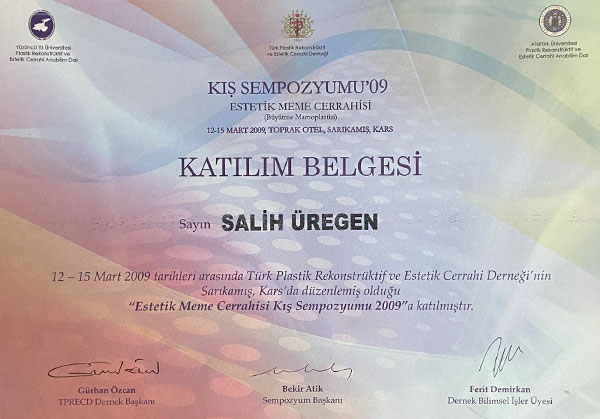 Yüzüncü Yıl Üniversitesi
Plastik Rekonstrüktif ve
Estetik Cerrahi Anabilim Dalı
Türk Plastik Rekonstrüktif
ve Estetik Cerrahi Derneği
Atatürk Üniversitesi
Plastik Rekonstrüktif ve
Estetik Cerrahi Anabilim Dalı
KIŞ SEMPOZYUMU'09
ESTETİK MEME CERRAHİSİ
(Büyütme Mamoplastisi)
12-15 MART 2009, TOPRAK OTEL, SARIKAMIŞ, KARS
KATILIM BELGESİ
Sayın SALİH ÜREGEN
12 – 15 Mart 2009 tarihleri arasında Türk Plastik Rekonstrüktif ve Estetik Cerrahi Derneği'nin
Sarıkamış, Kars'da düzenlemiş olduğu
"Estetik Meme Cerrahisi Kış Sempozyumu 2009"a katılmıştır.
Gürhan Özcan
TPRECD Dernek Başkanı
Bekir Atik
Sempozyum Başkanı
Ferit Demirkan
Dernek Bilimsel İşler Üyesi